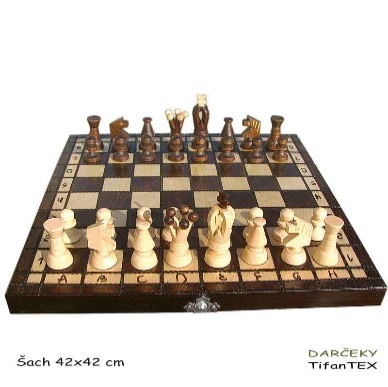 A B C D E F G H
Šach 42x42 cm
DARČEKY
TifanTEX